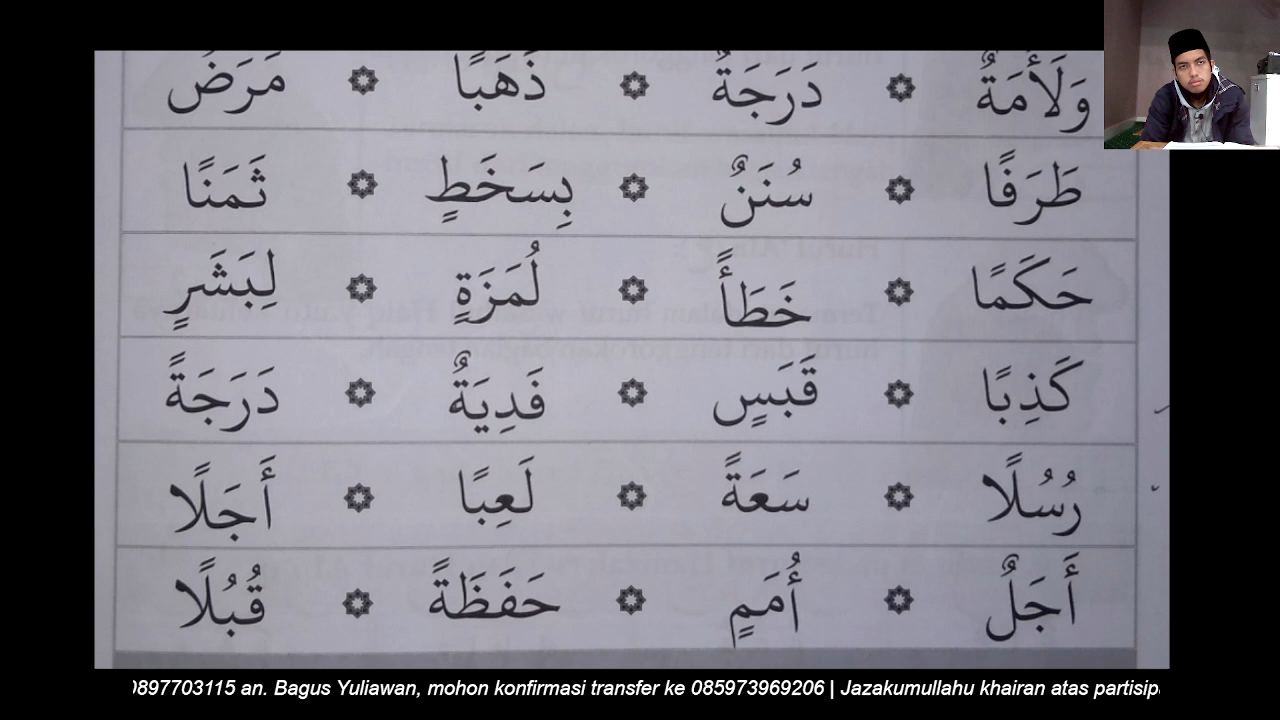 وَلَأَمَةٌ ۞ دَرَجَةٌ ۞ ذَهَبًا ۞ مَرَضٌ
طَرَفًا ۞ سُنَنٌ ۞ بِسَخَطٍ ۞ ثَمَنًا
حَكَمًا ۞ خَطَأً ۞ لُمَزَةٍ ۞ لِبَشَرٍ
كَذِبًا ۞ قَبَسٍ ۞ فَدِيَةٌ ۞ دَرَجَةً
رُسُلًا ۞ سَعَةً ۞ لَعِبًا ۞ أَجَلًا
أَجَلٌ ۞ أُمَمٍ ۞ حَفَظَةً ۞ قُبُلًا
0897703115 an. Bagus Yuliawan, mohon konfirmasi transfer ke 085973969206 | Jazakumullahu khairan atas partisip